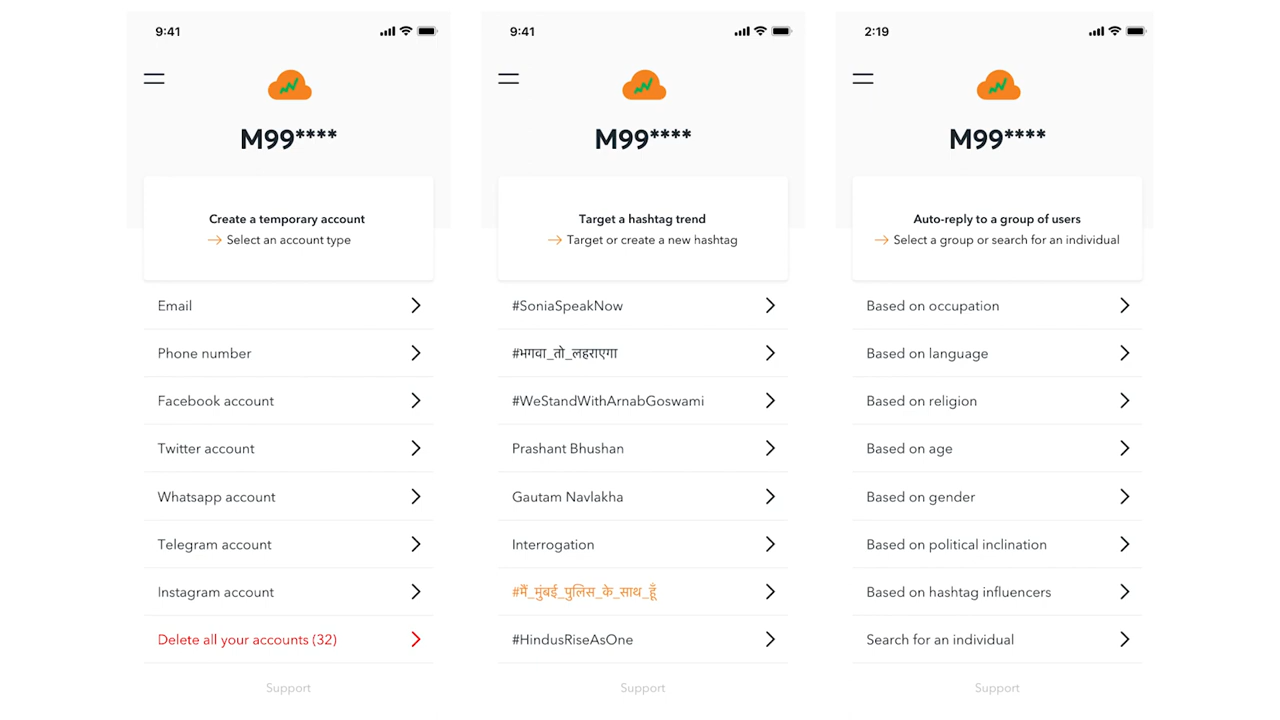 9:41
M99****
Create a temporary account
Select an account type
Email
Phone number
Facebook account
Twitter account
Whatsapp account
Telegram account
Instagram account
Delete all your accounts (32)
Support
9:41
M99****
Target a hashtag trend
Target or create a new hashtag
#SoniaSpeakNow
#भगवा_तो_लहराएगा
#WeStandWithArnabGoswami
Prashant Bhushan
Gautam Navlakha
Interrogation
#मैं_मुंबई_पुलिस_के_साथ_हूँ
#HindusRiseAsOne
Support
2:19
M99****
Auto-reply to a group of users
Select a group or search for an individual
Based on occupation
Based on language
Based on religion
Based on age
Based on gender
Based on political inclination
Based on hashtag influencers
Search for an individual
Support